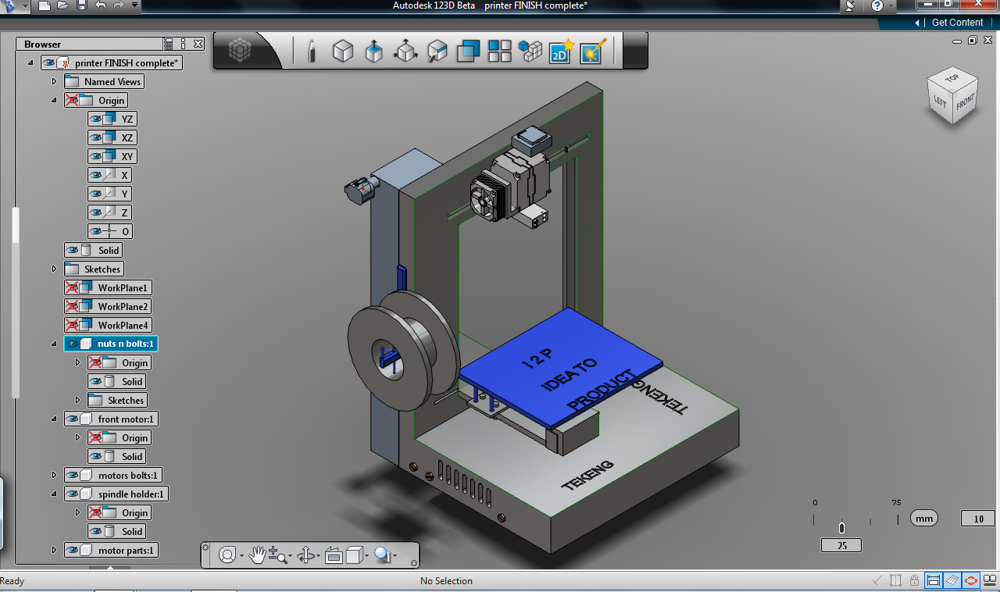 Autodesk 123D Beta    printer FINISH complete*
Get Content
Browser
printer FINISH complete*
Named Views
Origin
YZ
XZ
XY
X
Y
Z
O
Solid
Sketches
WorkPlane1
WorkPlane2
WorkPlane4
nuts n bolts:1
Origin
Solid
Sketches
front motor:1
Origin
Solid
motors bolts:1
spindle holder:1
Origin
Solid
motor parts:1
2D
TOP
LEFT
FRONT
I 2 P
IDEA TO
PRODUCT
TEKENG
TEKENG
0
75
mm
10
25
Ready
No Selection